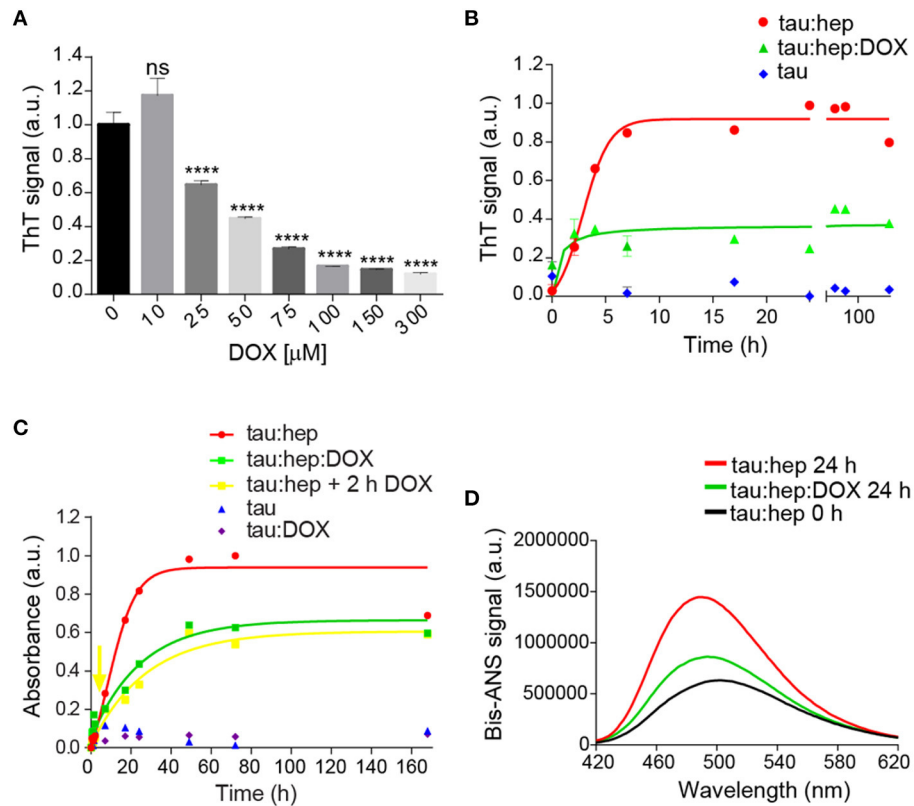 A
ThT signal (a.u.)
1.4
1.2
1.0
0.8
0.6
0.4
0.2
0.0
ns
****
****
****
****
****
****
0
10
25
50
75
100
150
300
DOX [µM]
B
tau:hep
tau:hep:DOX
tau
ThT signal (a.u.)
1.0
0.8
0.6
0.4
0.2
0.0
0 5 10 15 20 100
Time (h)
C
tau:hep
tau:hep:DOX
tau:hep + 2 h DOX
tau
tau:DOX
Absorbance (a.u.)
1.2
1.0
0.8
0.6
0.4
0.2
0.0
0 20 40 60 80 100 120 140 160
Time (h)
D
tau:hep 24 h
tau:hep:DOX 24 h
tau:hep 0 h
Bis-ANS signal (a.u.)
2000000
1500000
1000000
500000
0
420 460 500 540 580 620
Wavelength (nm)